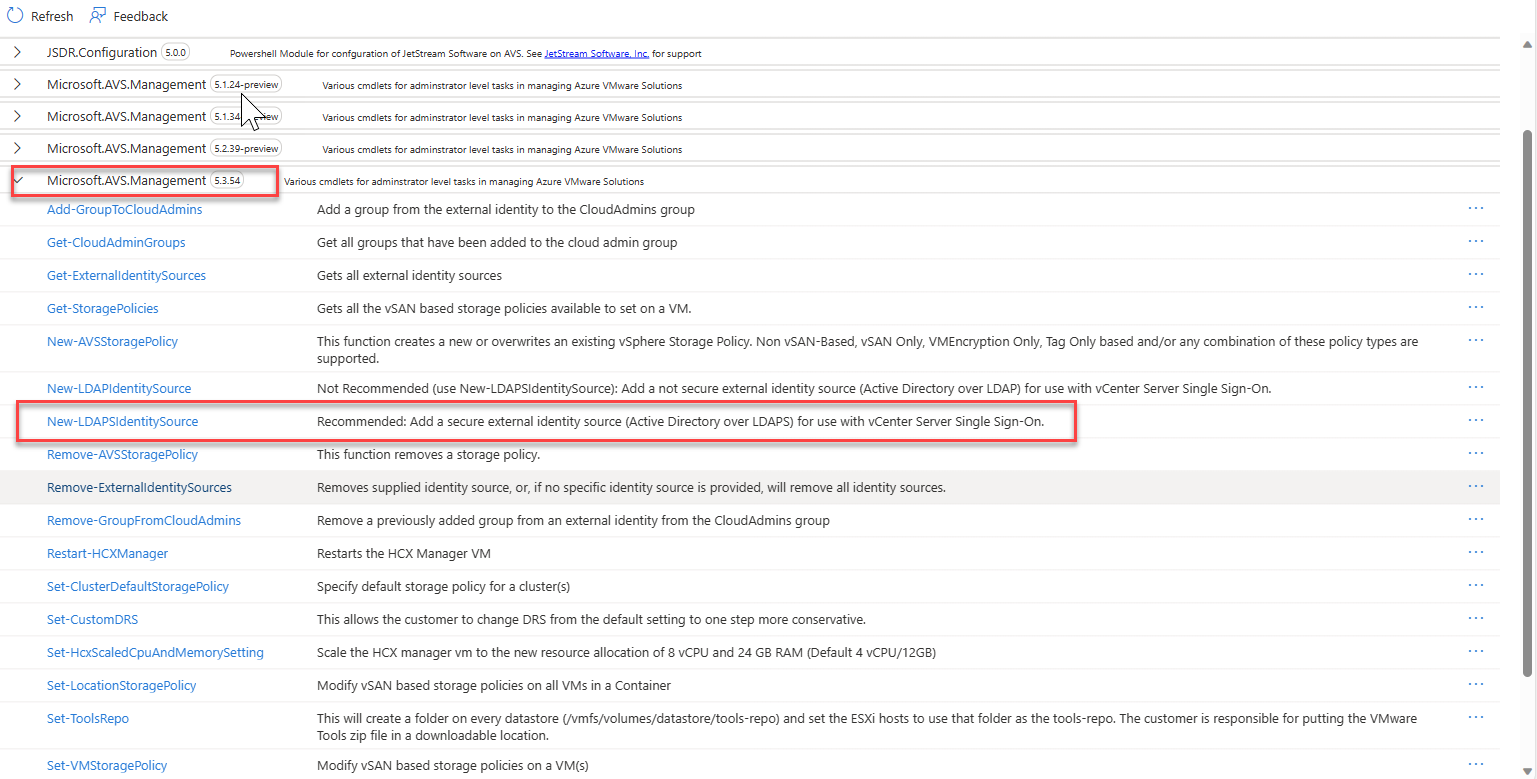 Refresh Feedback
JSDR.Configuration 5.0.0 Powershell Module for confguration of JetStream Software on AVS. See JetStream Software, Inc. for support
Microsoft.AVS.Management 5.1.24-preview Various cmdlets for adminstrator level tasks in managing Azure VMware Solutions
Microsoft.AVS.Management 5.1.34 Various cmdlets for adminstrator level tasks in managing Azure VMware Solutions
Microsoft.AVS.Management 5.2.39-preview Various cmdlets for adminstrator level tasks in managing Azure VMware Solutions
Microsoft.AVS.Management 5.3.54 Various cmdlets for adminstrator level tasks in managing Azure VMware Solutions
Add-GroupToCloudAdmins Add a group from the external identity to the CloudAdmins group
Get-CloudAdminGroups Get all groups that have been added to the cloud admin group
Get-ExternalIdentitySources Gets all external identity sources
Get-StoragePolicies Gets all the vSAN based storage policies available to set on a VM.
New-AVSStoragePolicy This function creates a new or overwrites an existing vSphere Storage Policy. Non vSAN-Based, vSAN Only, VMEncryption Only, Tag Only based and/or any combination of these policy types are
supported.
New-LDAPIdentitySource Not Recommended (use New-LDAPSIdentitySource): Add a not secure external identity source (Active Directory over LDAP) for use with vCenter Server Single Sign-On.
New-LDAPSIdentitySource Recommended: Add a secure external identity source (Active Directory over LDAPS) for use with vCenter Server Single Sign-On.
Remove-AVSStoragePolicy This function removes a storage policy.
Remove-ExternalIdentitySources Removes supplied identity source, or, if no specific identity source is provided, will remove all identity sources.
Remove-GroupFromCloudAdmins Remove a previously added group from an external identity from the CloudAdmins group
Restart-HCXManager Restarts the HCX Manager VM
Set-ClusterDefaultStoragePolicy Specify default storage policy for a cluster(s)
Set-CustomDRS This allows the customer to change DRS from the default setting to one step more conservative.
Set-HcxScaledCpuAndMemorySetting Scale the HCX manager vm to the new resource allocation of 8 vCPU and 24 GB RAM (Default 4 vCPU/12GB)
Set-LocationStoragePolicy Modify vSAN based storage policies on all VMs in a Container
Set-ToolsRepo This will create a folder on every datastore (/vmfs/volumes/datastore/tools-repo) and set the ESXi hosts to use that folder as the tools-repo. The customer is responsible for putting the VMware
Tools zip file in a downloadable location.
Set-VMStoragePolicy Modify vSAN based storage policies on a VM(s)